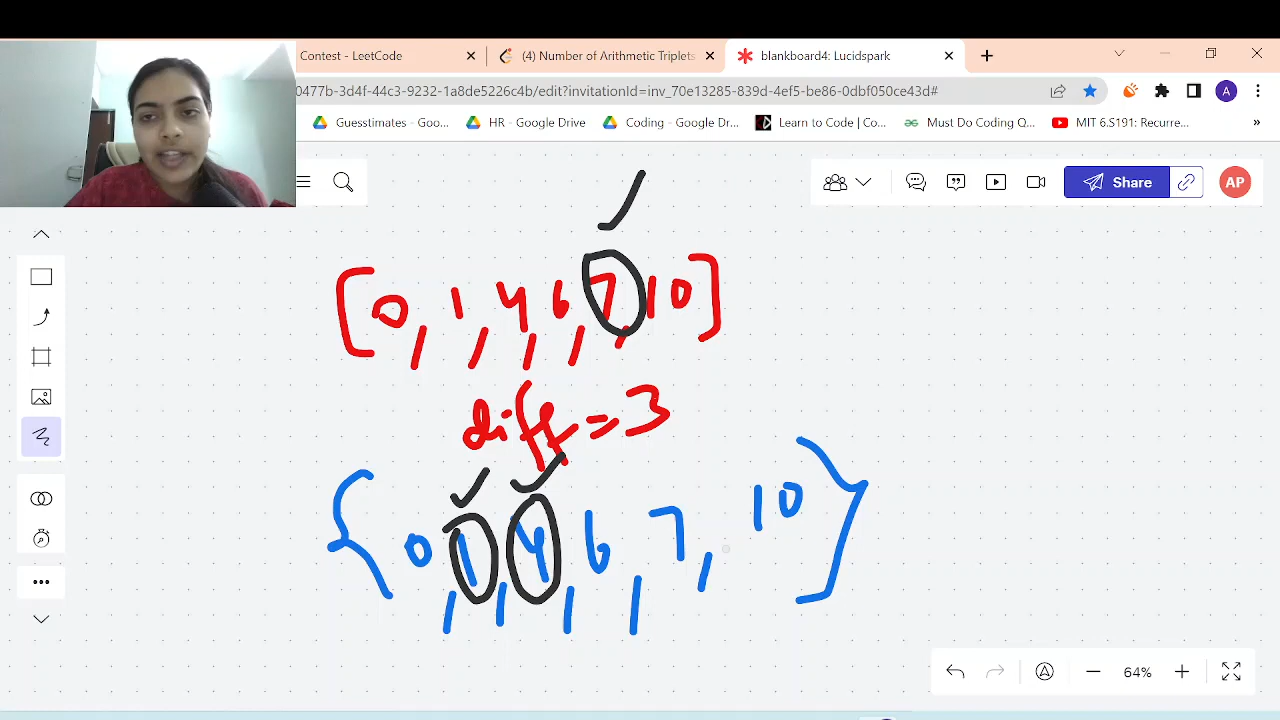 Contest - LeetCode
(4) Number of Arithmetic Triplets
blankboard4: Lucidspark
0477b-3d4f-44c3-9232-1a8de5226c4b/edit?invitationId=inv_70e13285-839d-4ef5-be86-0dbf050ce43d#
A
Guesstimates - Goo...
HR - Google Drive
Coding - Google Dr...
Learn to Code | Co...
Must Do Coding Q...
MIT 6.S191: Recurre...
»
Share
AP
[0, 1, 4, 6, 7, 10]
diff = 3
{0, 1, 4, 6, 7, 10}
64%